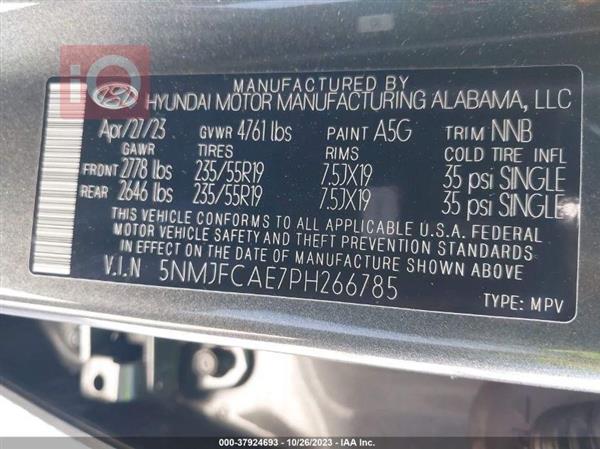 iQ
MANUFACTURED BY
HYUNDAI MOTOR MANUFACTURING ALABAMA, LLC
Apr/27/23 GVWR 4761 lbs PAINT A5G TRIM NNB
GAWR TIRES RIMS COLD TIRE INFL
FRONT 2778 lbs 235/55R19 7.5JX19 35 psi SINGLE
REAR 2646 lbs 235/55R19 7.5JX19 35 psi SINGLE
THIS VEHICLE CONFORMS TO ALL APPLICABLE U.S.A. FEDERAL
MOTOR VEHICLE SAFETY AND THEFT PREVENTION STANDARDS
IN EFFECT ON THE DATE OF MANUFACTURE SHOWN ABOVE
V.I.N 5NMJFCAE7PH266785
TYPE: MPV
000-37924693 | 10/26/2023 | IAA Inc.